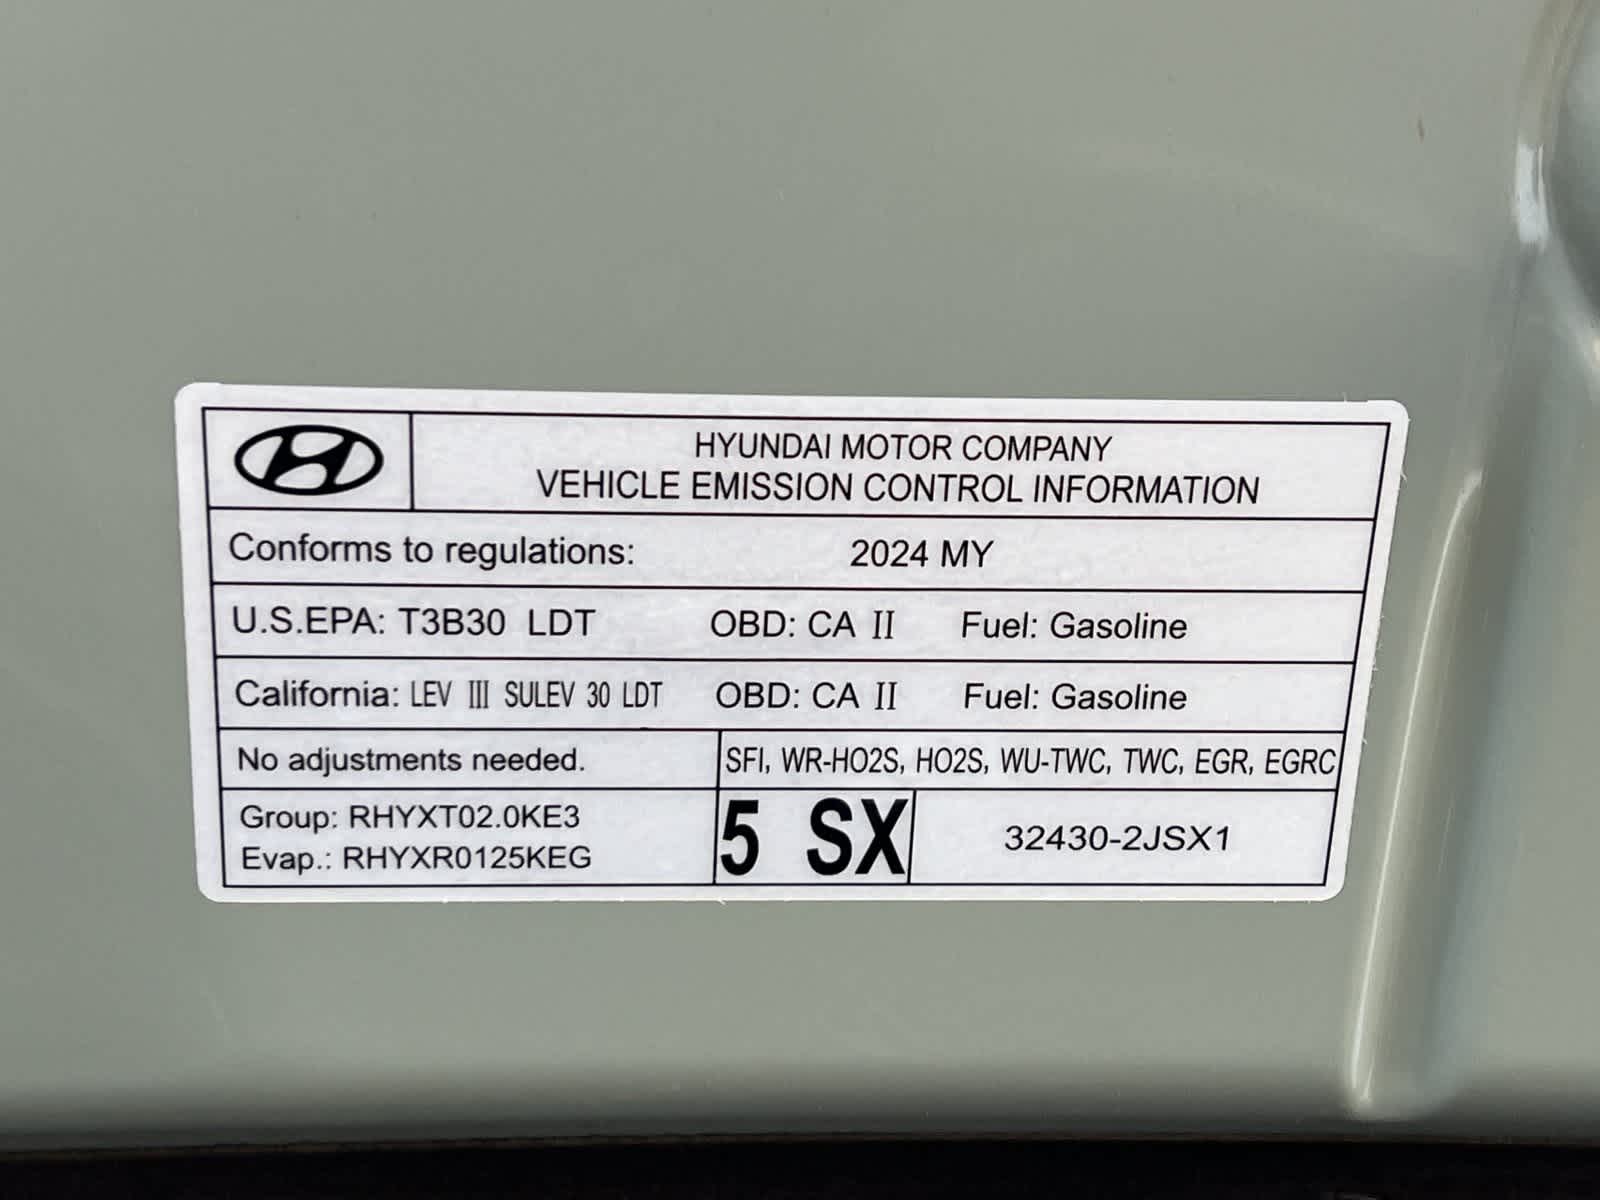 HYUNDAI MOTOR COMPANY
VEHICLE EMISSION CONTROL INFORMATION
Conforms to regulations: 2024 MY
U.S.EPA: T3B30 LDT OBD: CA II Fuel: Gasoline
California: LEV III SULEV 30 LDT OBD: CA II Fuel: Gasoline
No adjustments needed. SFI, WR-HO2S, HO2S, WU-TWC, TWC, EGR, EGRC
Group: RHYXT02.0KE3
Evap.: RHYXR0125KEG
5 SX 32430-2JSX1